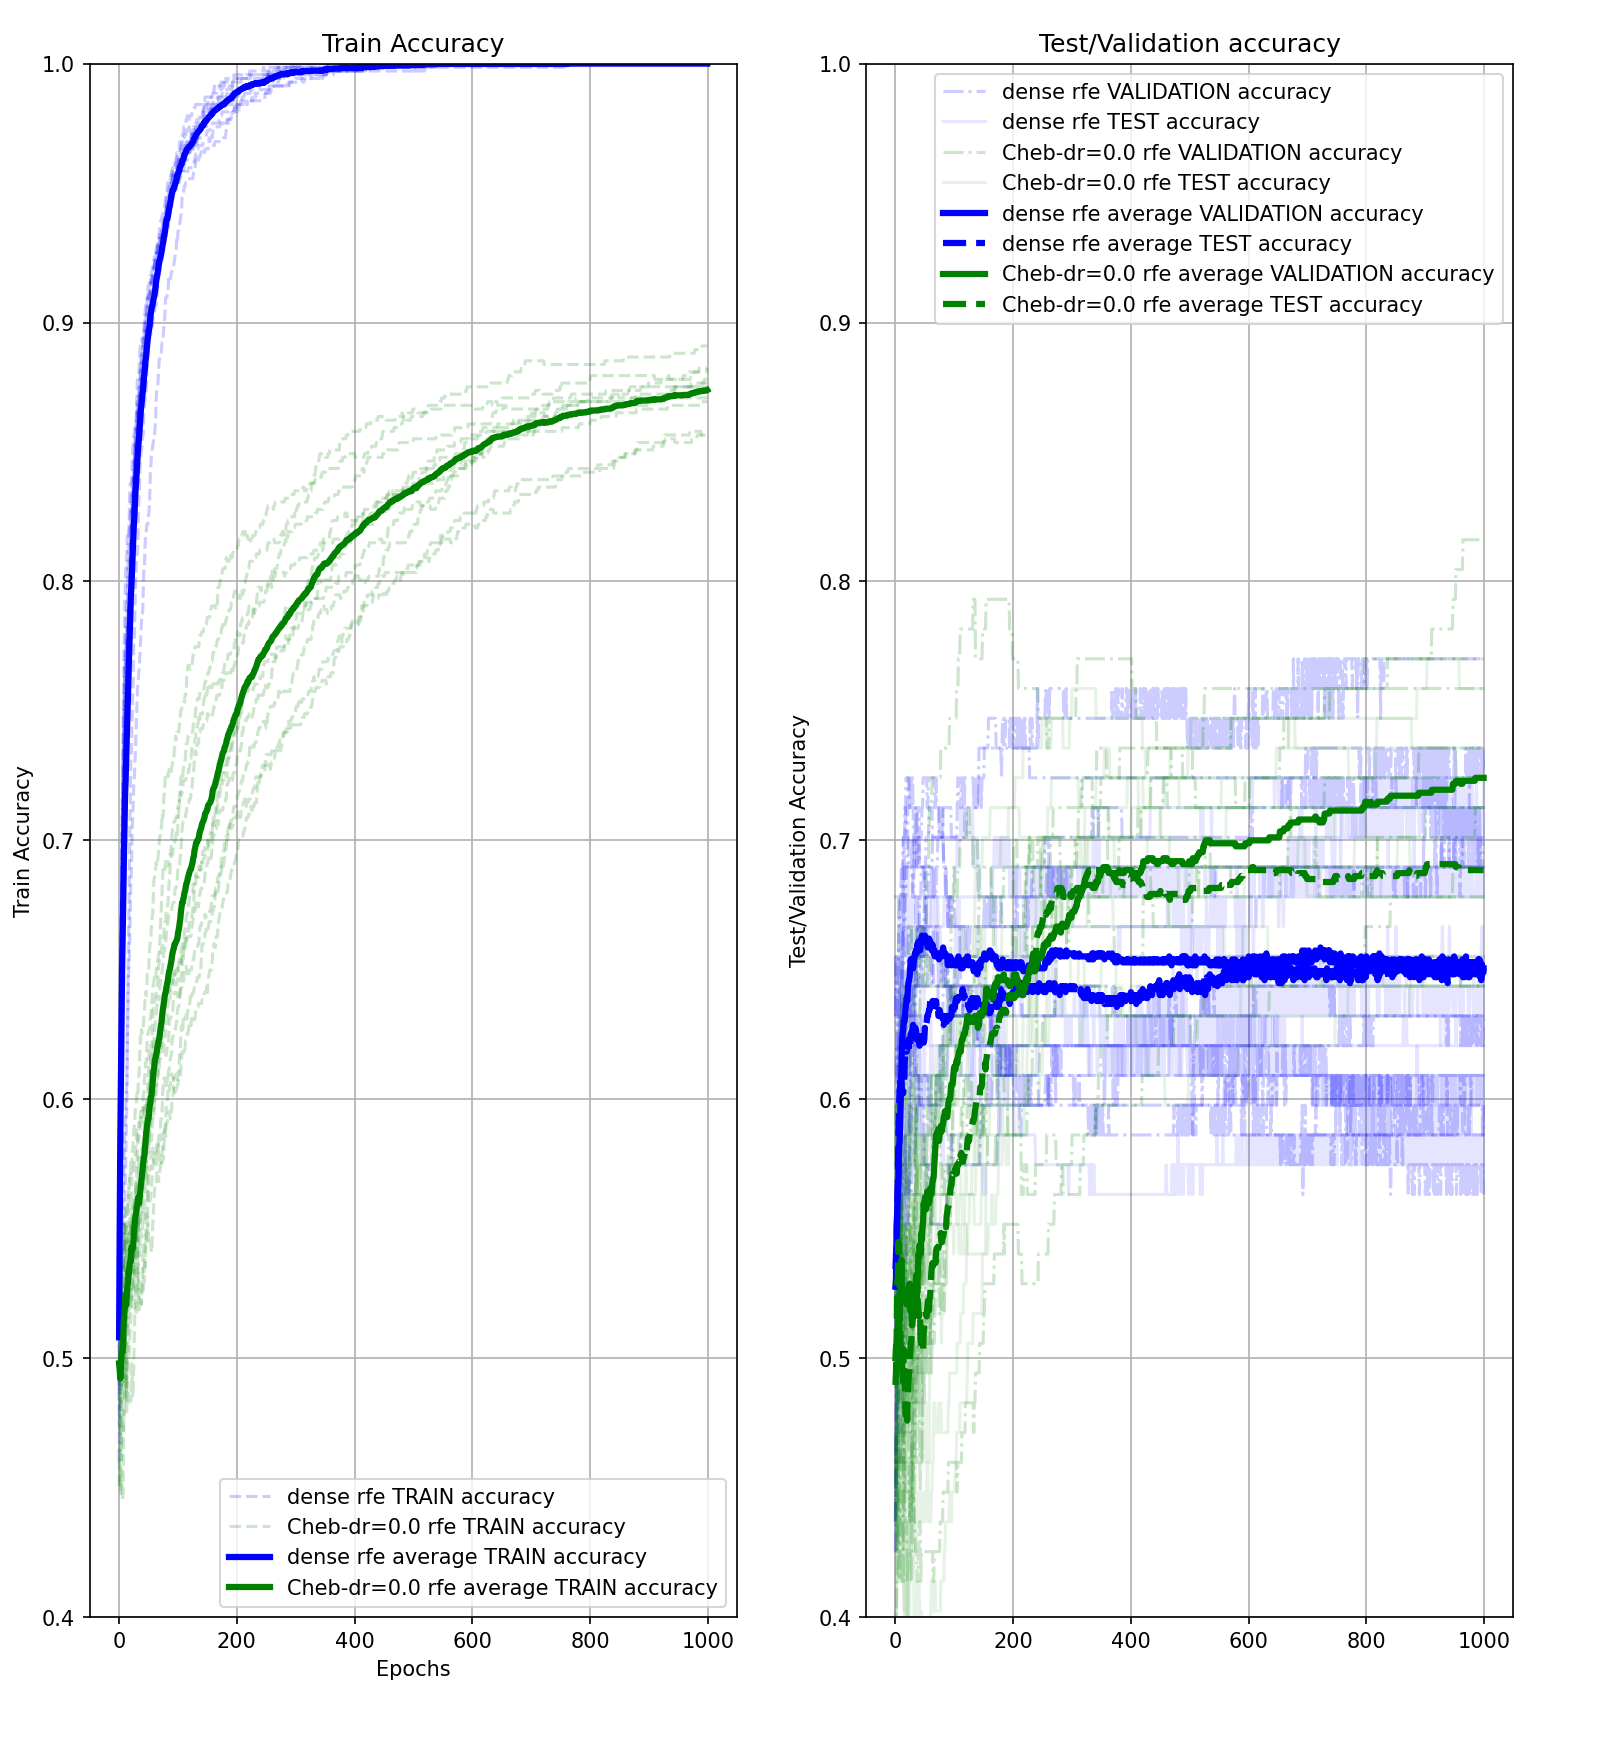 Train Accuracy
1.0
0.9
0.8
0.7
0.6
0.5
0.4
Train Accuracy
dense rfe TRAIN accuracy
Cheb-dr=0.0 rfe TRAIN accuracy
dense rfe average TRAIN accuracy
Cheb-dr=0.0 rfe average TRAIN accuracy
0 200 400 600 800 1000
Epochs
Test/Validation accuracy
1.0
0.9
0.8
0.7
0.6
0.5
0.4
Test/Validation Accuracy
dense rfe VALIDATION accuracy
dense rfe TEST accuracy
Cheb-dr=0.0 rfe VALIDATION accuracy
Cheb-dr=0.0 rfe TEST accuracy
dense rfe average VALIDATION accuracy
dense rfe average TEST accuracy
Cheb-dr=0.0 rfe average VALIDATION accuracy
Cheb-dr=0.0 rfe average TEST accuracy
0 200 400 600 800 1000